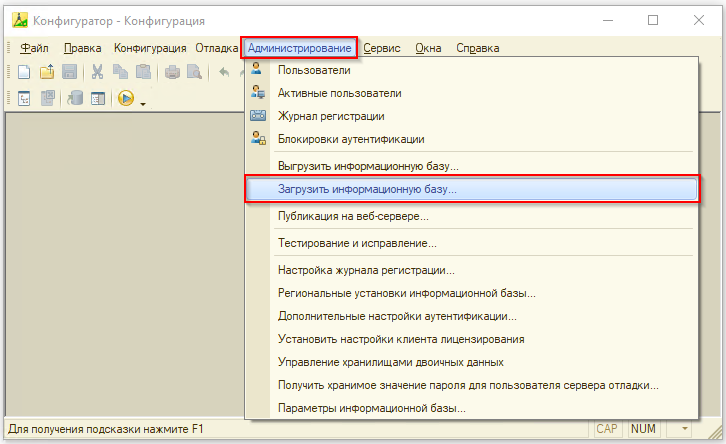 Конфигуратор - Конфигурация
Файл Правка Конфигурация Отладка Администрирование Сервис Окна Справка
Пользователи
Активные пользователи
Журнал регистрации
Блокировки аутентификации
Выгрузить информационную базу...
Загрузить информационную базу...
Публикация на веб-сервере...
Тестирование и исправление...
Настройка журнала регистрации...
Региональные установки информационной базы...
Дополнительные настройки аутентификации...
Установить настройки клиента лицензирования
Управление хранилищами двоичных данных
Получить хранимое значение пароля для пользователя сервера отладки...
Параметры информационной базы...
Для получения подсказки нажмите F1 CAP NUM